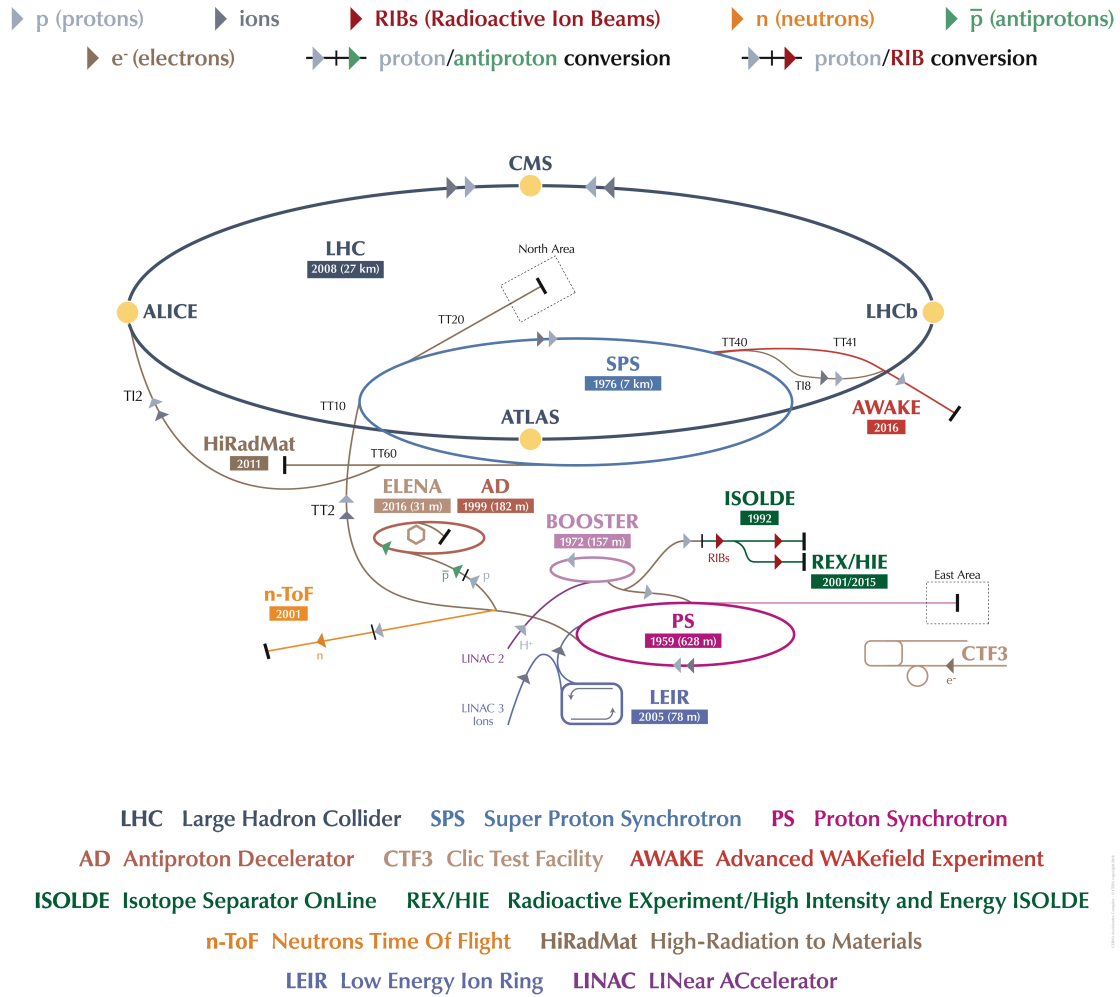 p (protons) ions RIBs (Radioactive Ion Beams) n (neutrons) p̅ (antiprotons)
e⁻ (electrons) proton/antiproton conversion proton/RIB conversion
CMS
LHC
2008 (27 km)
North Area
ALICE
LHCb
TT20
TT40
TT41
SPS
1976 (7 km)
TI8
TI2
TT10
AWAKE
2016
ATLAS
HiRadMat
2011
TT60
ELENA
2016 (31 m)
AD
1999 (182 m)
TT2
ISOLDE
1992
BOOSTER
1972 (157 m)
RIBs
REX/HIE
2001/2015
p̅
p
East Area
n-ToF
2001
PS
1959 (628 m)
n
H⁺
LINAC 2
CTF3
e⁻
LEIR
2005 (78 m)
LINAC 3
Ions
LHC Large Hadron Collider SPS Super Proton Synchrotron PS Proton Synchrotron
AD Antiproton Decelerator CTF3 Clic Test Facility AWAKE Advanced WAKefield Experiment
ISOLDE Isotope Separator OnLine REX/HIE Radioactive EXperiment/High Intensity and Energy ISOLDE
n-ToF Neutrons Time Of Flight HiRadMat High-Radiation to Materials
LEIR Low Energy Ion Ring LINAC LINear ACcelerator